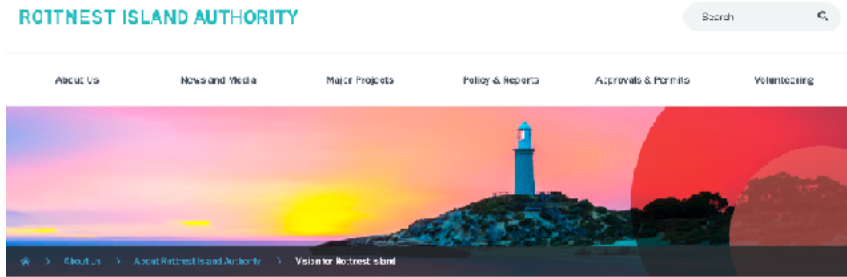 ROTTNEST ISLAND AUTHORITY
Search
About Us News and Media Major Projects Policy & Reports Approvals & Permits Volunteering
About Us > About Rottnest Island Authority > Vision for Rottnest Island